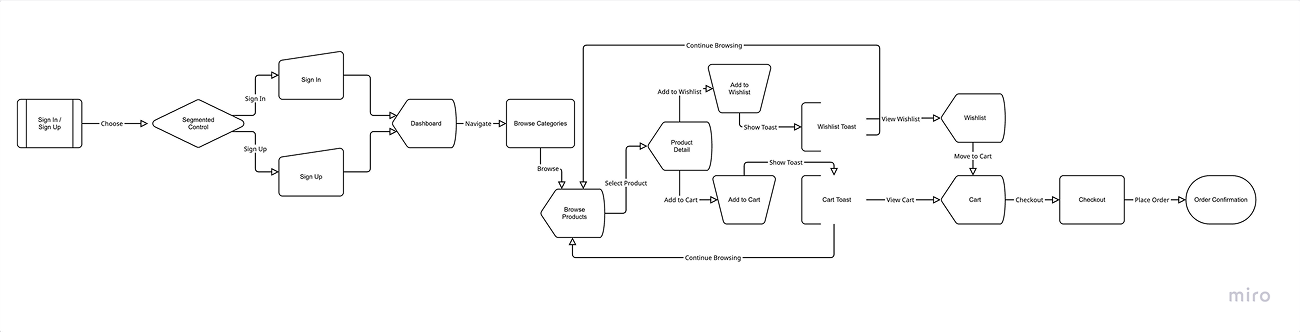 Sign In /
Sign Up
Choose
Segmented
Control
Sign In
Sign Up
Sign In
Sign Up
Dashboard
Navigate
Browse Categories
Browse
Browse
Products
Select Product
Continue Browsing
Product
Detail
Add to Wishlist
Add to
Wishlist
Show Toast
Wishlist Toast
View Wishlist
Wishlist
Move to Cart
Add to Cart
Add to Cart
Show Toast
Cart Toast
View Cart
Cart
Checkout
Checkout
Place Order
Order Confirmation
Continue Browsing
miro